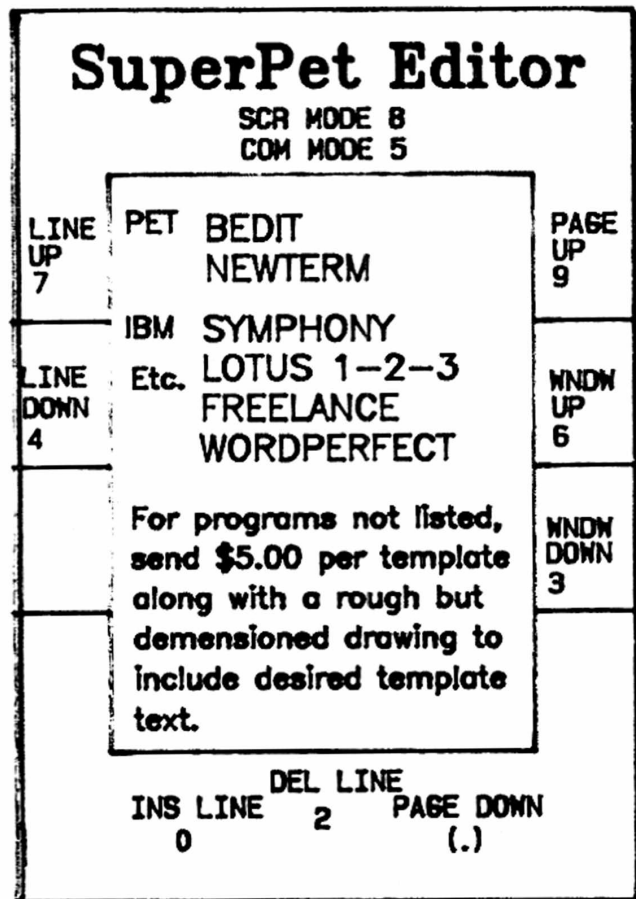 SuperPet Editor
SCR MODE 8
COM MODE 5
LINE
UP
7
PAGE
UP
9
LINE
DOWN
4
WNDW
UP
6
WNDW
DOWN
3
PET BEDIT
NEWTERM
IBM SYMPHONY
Etc. LOTUS 1-2-3
FREELANCE
WORDPERFECT
For programs not listed,
send $5.00 per template
along with a rough but
demensioned drawing to
include desired template
text.
DEL LINE
2
INS LINE
0
PAGE DOWN
(.)